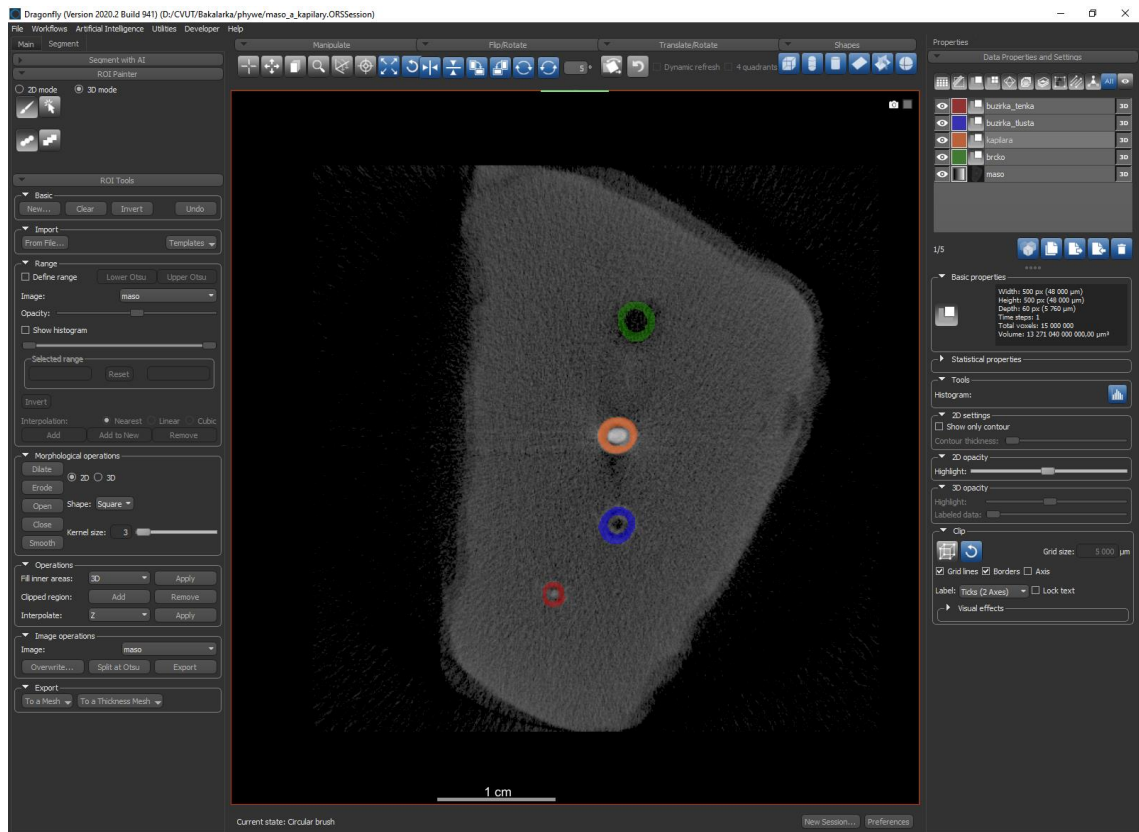 Dragonfly (Version 2020.2 Build 941) (D:/CVUT/Bakalarka/phywe/maso_a_kapilary.ORSSession)
File Workflows Artificial Intelligence Utilities Developer Help
Main Segment
Segment with AI
ROI Painter
2D mode 3D mode
ROI Tools
Basic
New... Clear Invert Undo
Import
From File... Templates
Range
Define range Lower Otsu Upper Otsu
Image: maso
Opacity:
Show histogram
Selected range
Reset
Invert
Interpolation: Nearest Linear Cubic
Add Add to New Remove
Morphological operations
Dilate
2D 3D
Erode
Open Shape: Square
Close
Kernel size: 3
Smooth
Operations
Fill inner areas: 3D Apply
Clipped region: Add Remove
Interpolate: Z Apply
Image operations
Image: maso
Overwrite... Split at Otsu Export
Export
To a Mesh To a Thickness Mesh
Manipulate Flip/Rotate Translate/Rotate Shapes
5 ° Dynamic refresh 4 quadrants
1 cm
Current state: Circular brush New Session... Preferences
Properties
Data Properties and Settings
All
buzirka_tenka 3D
buzirka_tlusta 3D
kapilara 3D
brcko 3D
maso 3D
1/5
Basic properties
Width: 500 px (48 000 µm)
Height: 500 px (48 000 µm)
Depth: 60 px (5 760 µm)
Time steps: 1
Total voxels: 15 000 000
Volume: 13 271 040 000 000,00 µm³
Statistical properties
Tools
Histogram:
2D settings
Show only contour
Contour thickness:
2D opacity
Highlight:
3D opacity
Highlight:
Labeled data:
Clip
Grid size: 5 000 µm
Grid lines Borders Axis
Label: Ticks (2 Axes) Lock text
Visual effects